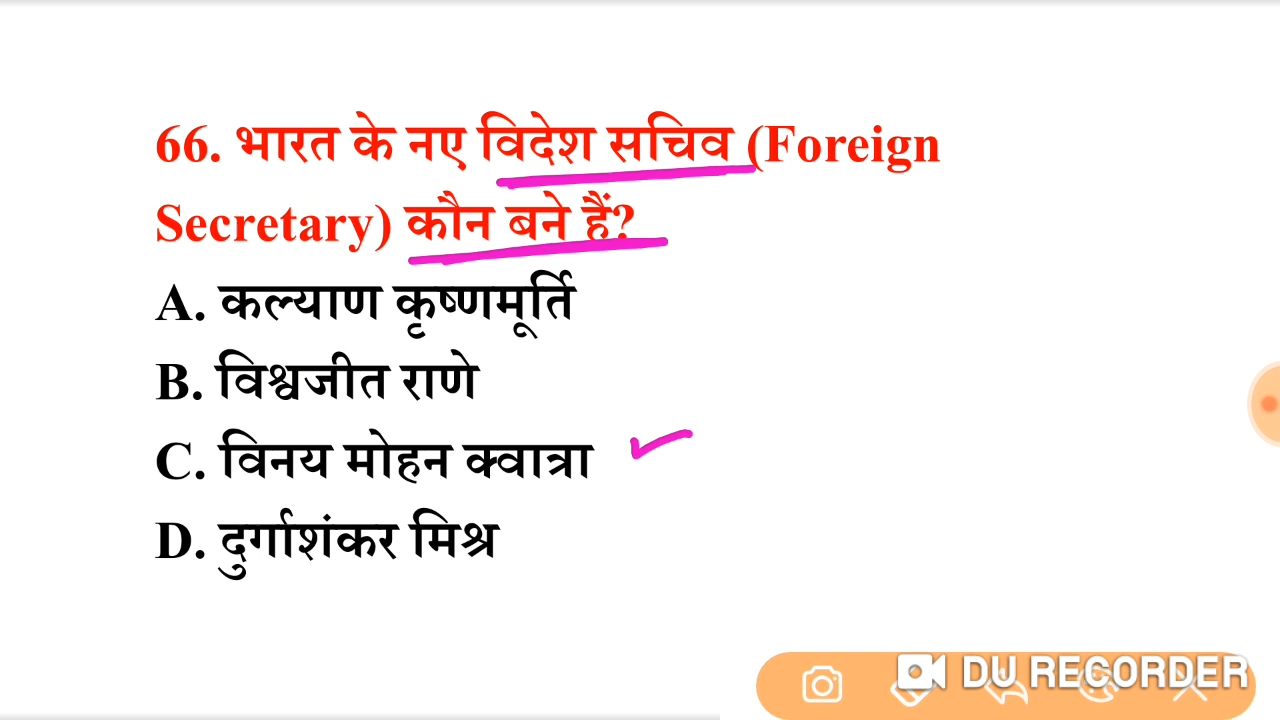 66. भारत के नए विदेश सचिव (Foreign
Secretary) कौन बने हैं?
A. कल्याण कृष्णमूर्ति
B. विश्वजीत राणे
C. विनय मोहन क्वात्रा
D. दुर्गाशंकर मिश्र
DU RECORDER